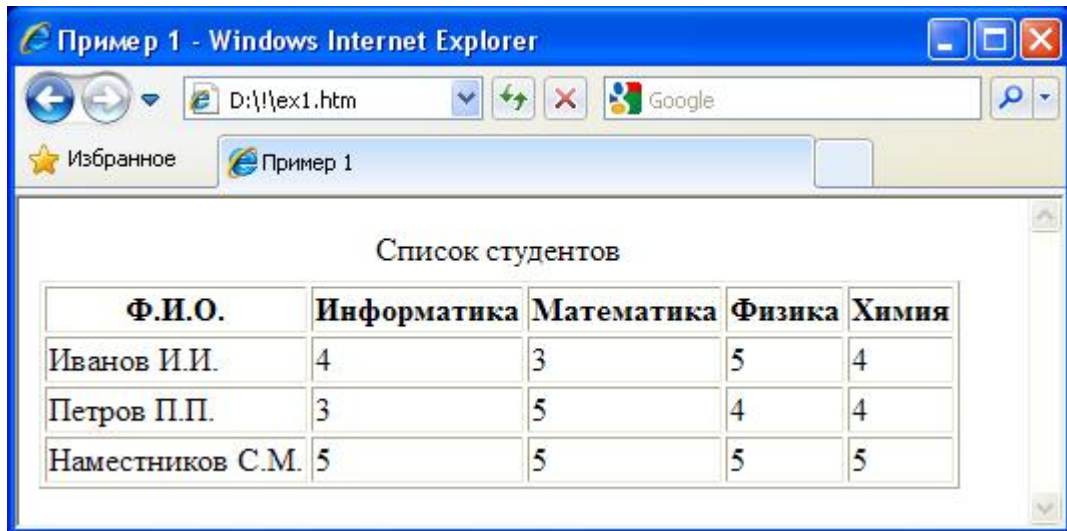 Пример 1 - Windows Internet Explorer
D:\!\ex1.htm Google
Избранное Пример 1
Список студентов
Ф.И.О. Информатика Математика Физика Химия
Иванов И.И. 4 3 5 4
Петров П.П. 3 5 4 4
Наместников С.М. 5 5 5 5